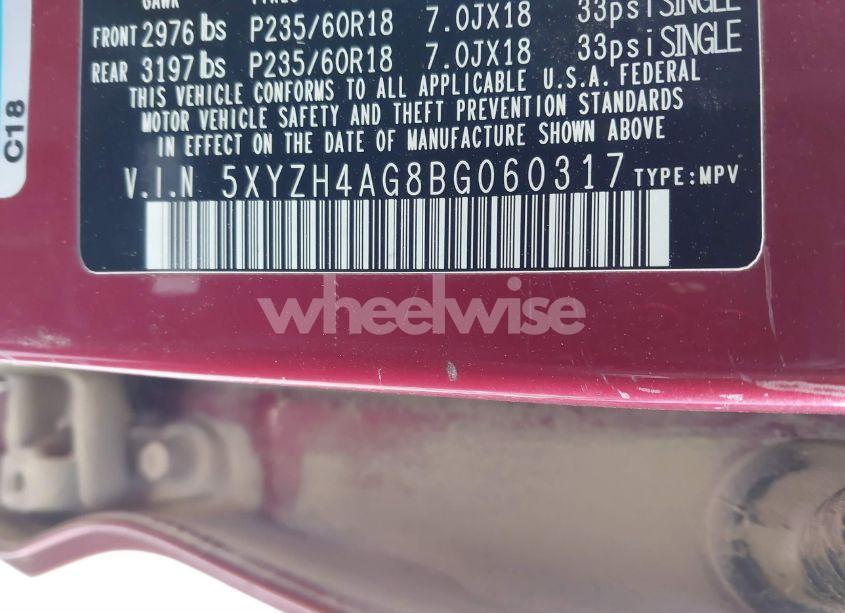 GAWR TIRES
FRONT 2976 lbs P235/60R18 7.0JX18 33psi SINGLE
REAR 3197 lbs P235/60R18 7.0JX18 33psi SINGLE
THIS VEHICLE CONFORMS TO ALL APPLICABLE U.S.A. FEDERAL
MOTOR VEHICLE SAFETY AND THEFT PREVENTION STANDARDS
IN EFFECT ON THE DATE OF MANUFACTURE SHOWN ABOVE
V.I.N 5XYZH4AG8BG060317 TYPE:MPV
C18
wheelwise